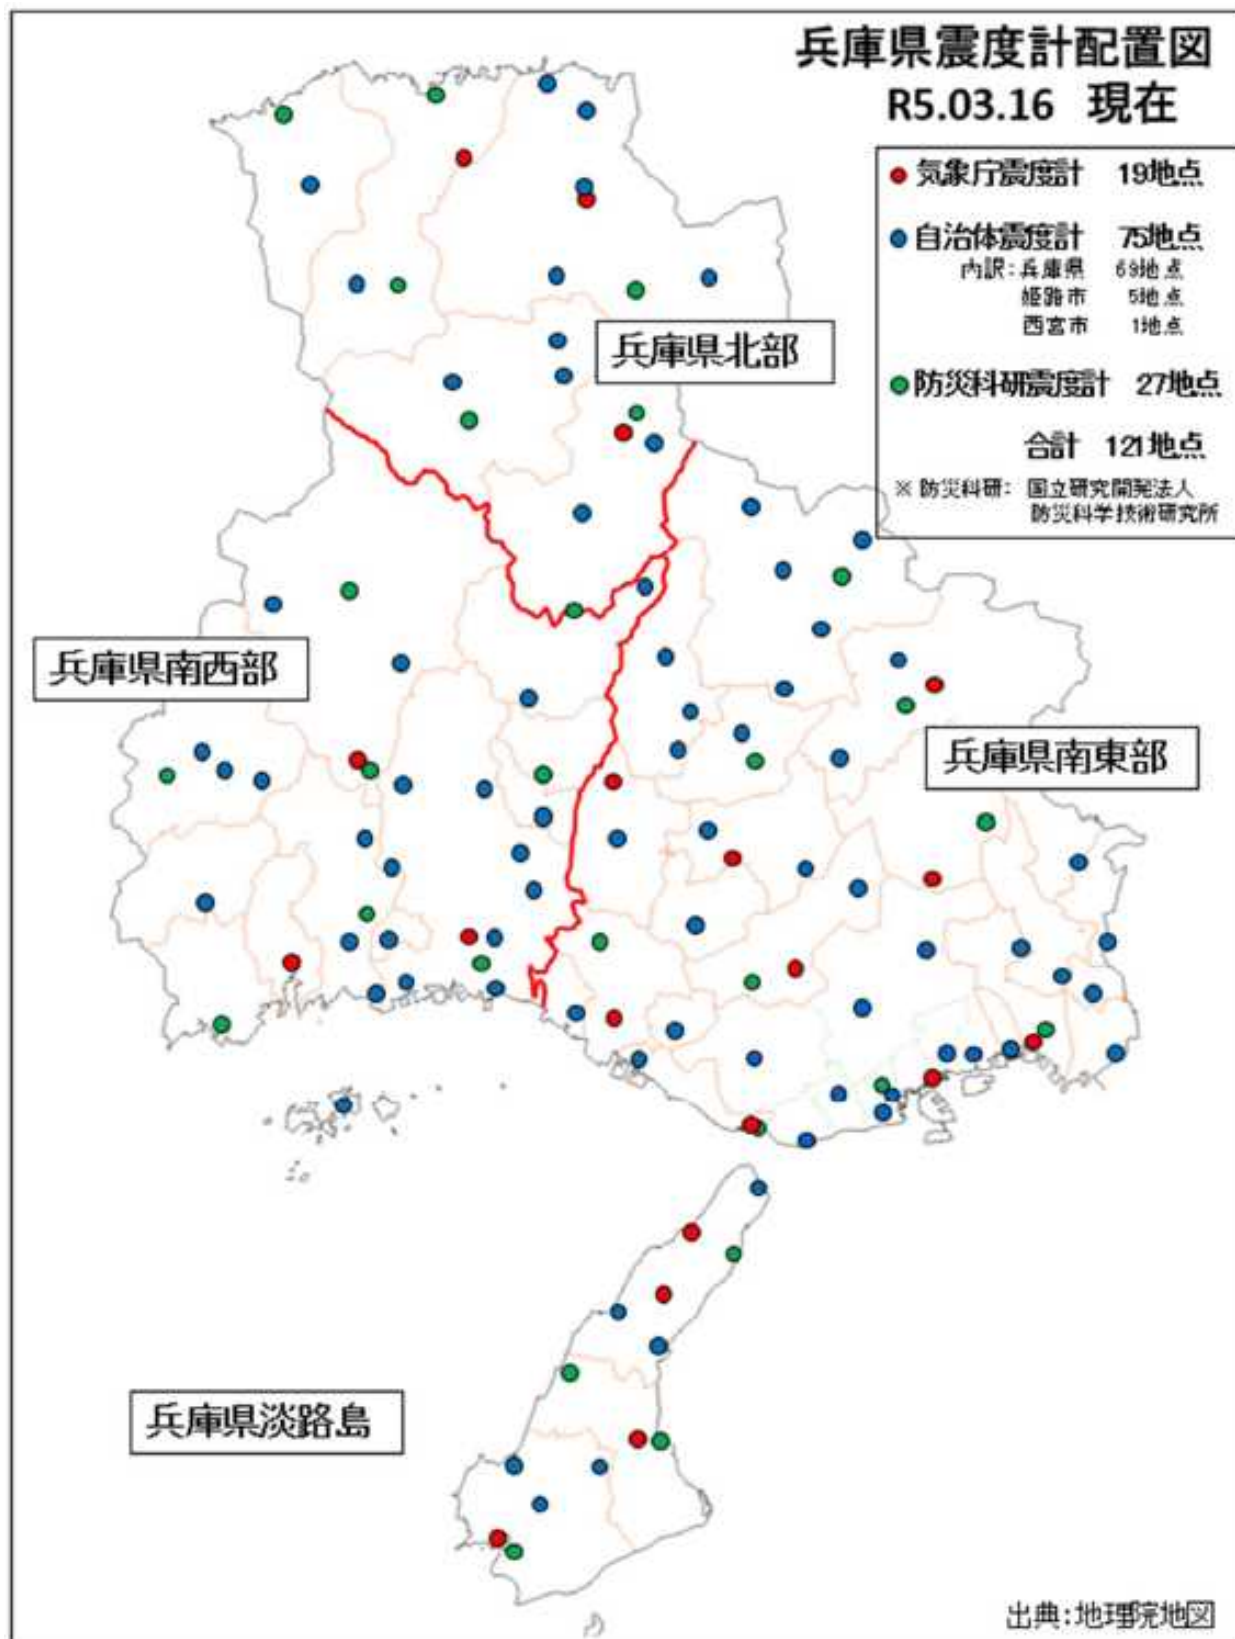 兵庫県震度計配置図
R5.03.16 現在
気象庁震度計 19地点
自治体震度計 75地点
内訳:兵庫県 69地点
姫路市 5地点
西宮市 1地点
防災科研震度計 27地点
合計 121地点
※ 防災科研: 国立研究開発法人
防災科学技術研究所
兵庫県北部
兵庫県南西部
兵庫県南東部
兵庫県淡路島
出典:地理院地図